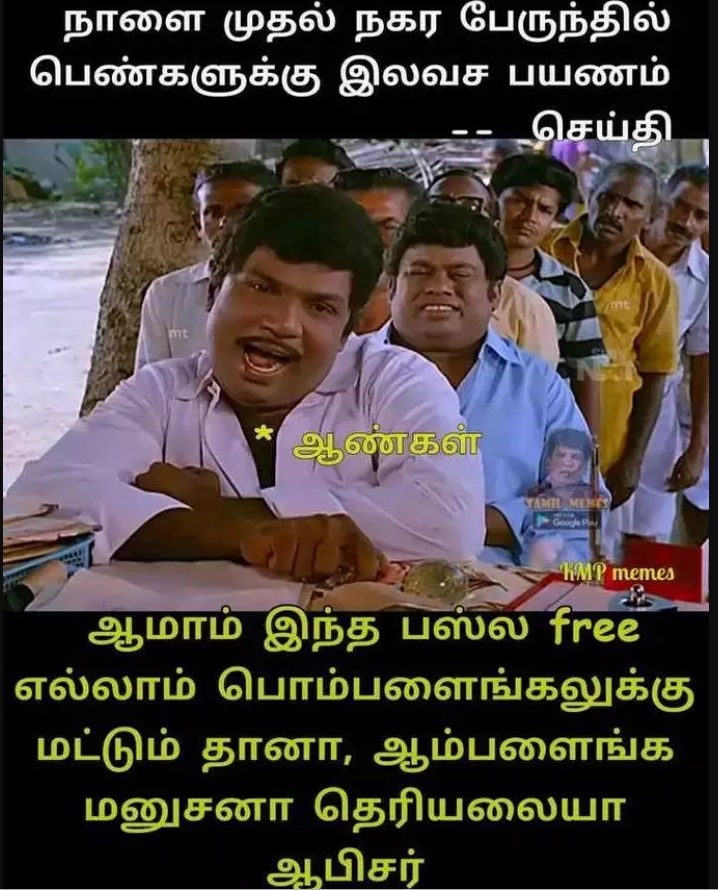 நாளை முதல் நகர பேருந்தில்
பெண்களுக்கு இலவச பயணம்
-- செய்தி
mt
mt
* ஆண்கள்
TAMIL MEMES
Google Play
KMP memes
ஆமாம் இந்த பஸ்ல free
எல்லாம் பொம்பளைங்கலுக்கு
மட்டும் தானா, ஆம்பளைங்க
மனுசனா தெரியலையா
ஆபிசர்